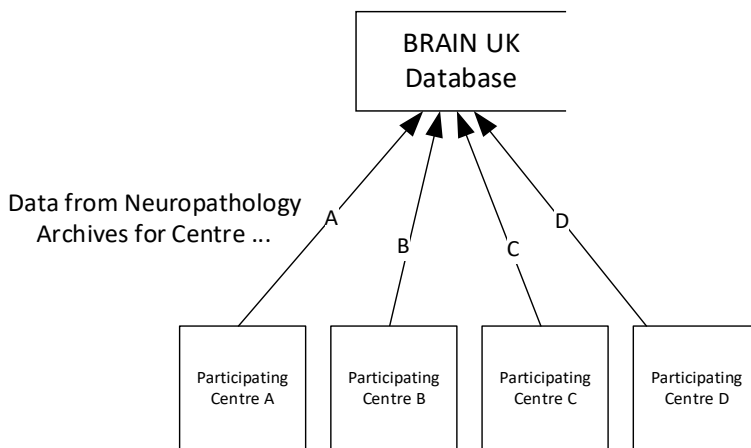 BRAIN UK
Database
Data from Neuropathology
Archives for Centre ...
A
B
C
D
Participating
Centre A
Participating
Centre B
Participating
Centre C
Participating
Centre D